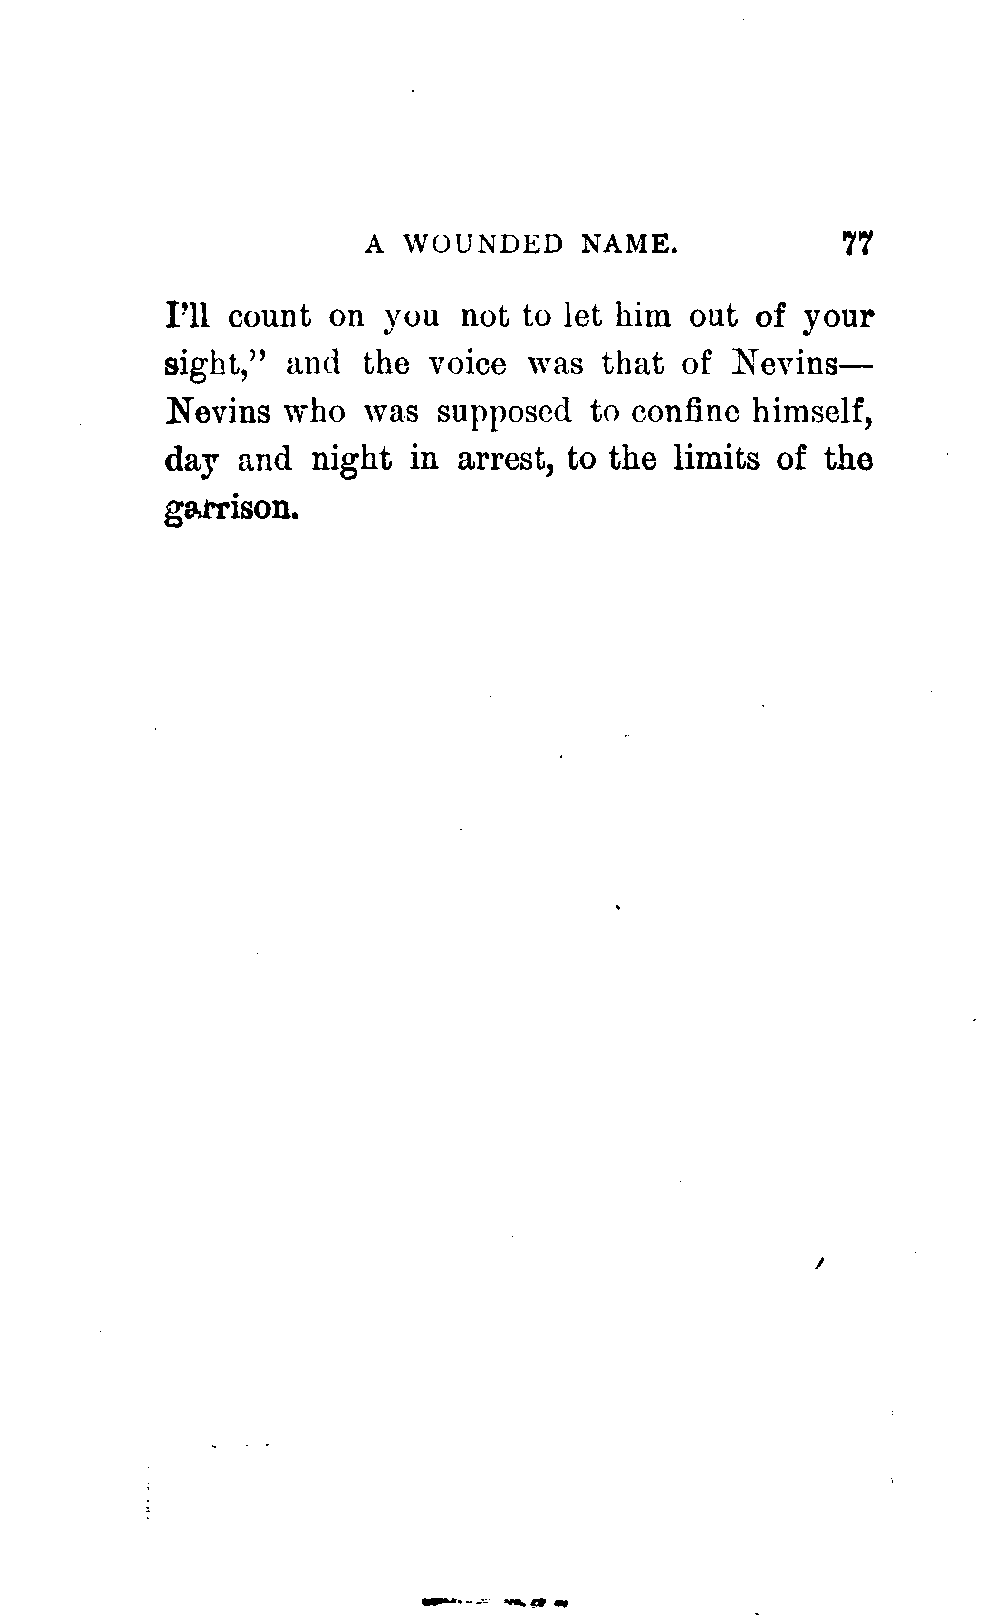 A WOUNDED NAME. 77
I'll count on you not to let him out of your
sight," and the voice was that of Nevins—
Nevins who was supposed to confine himself,
day and night in arrest, to the limits of the
garrison.